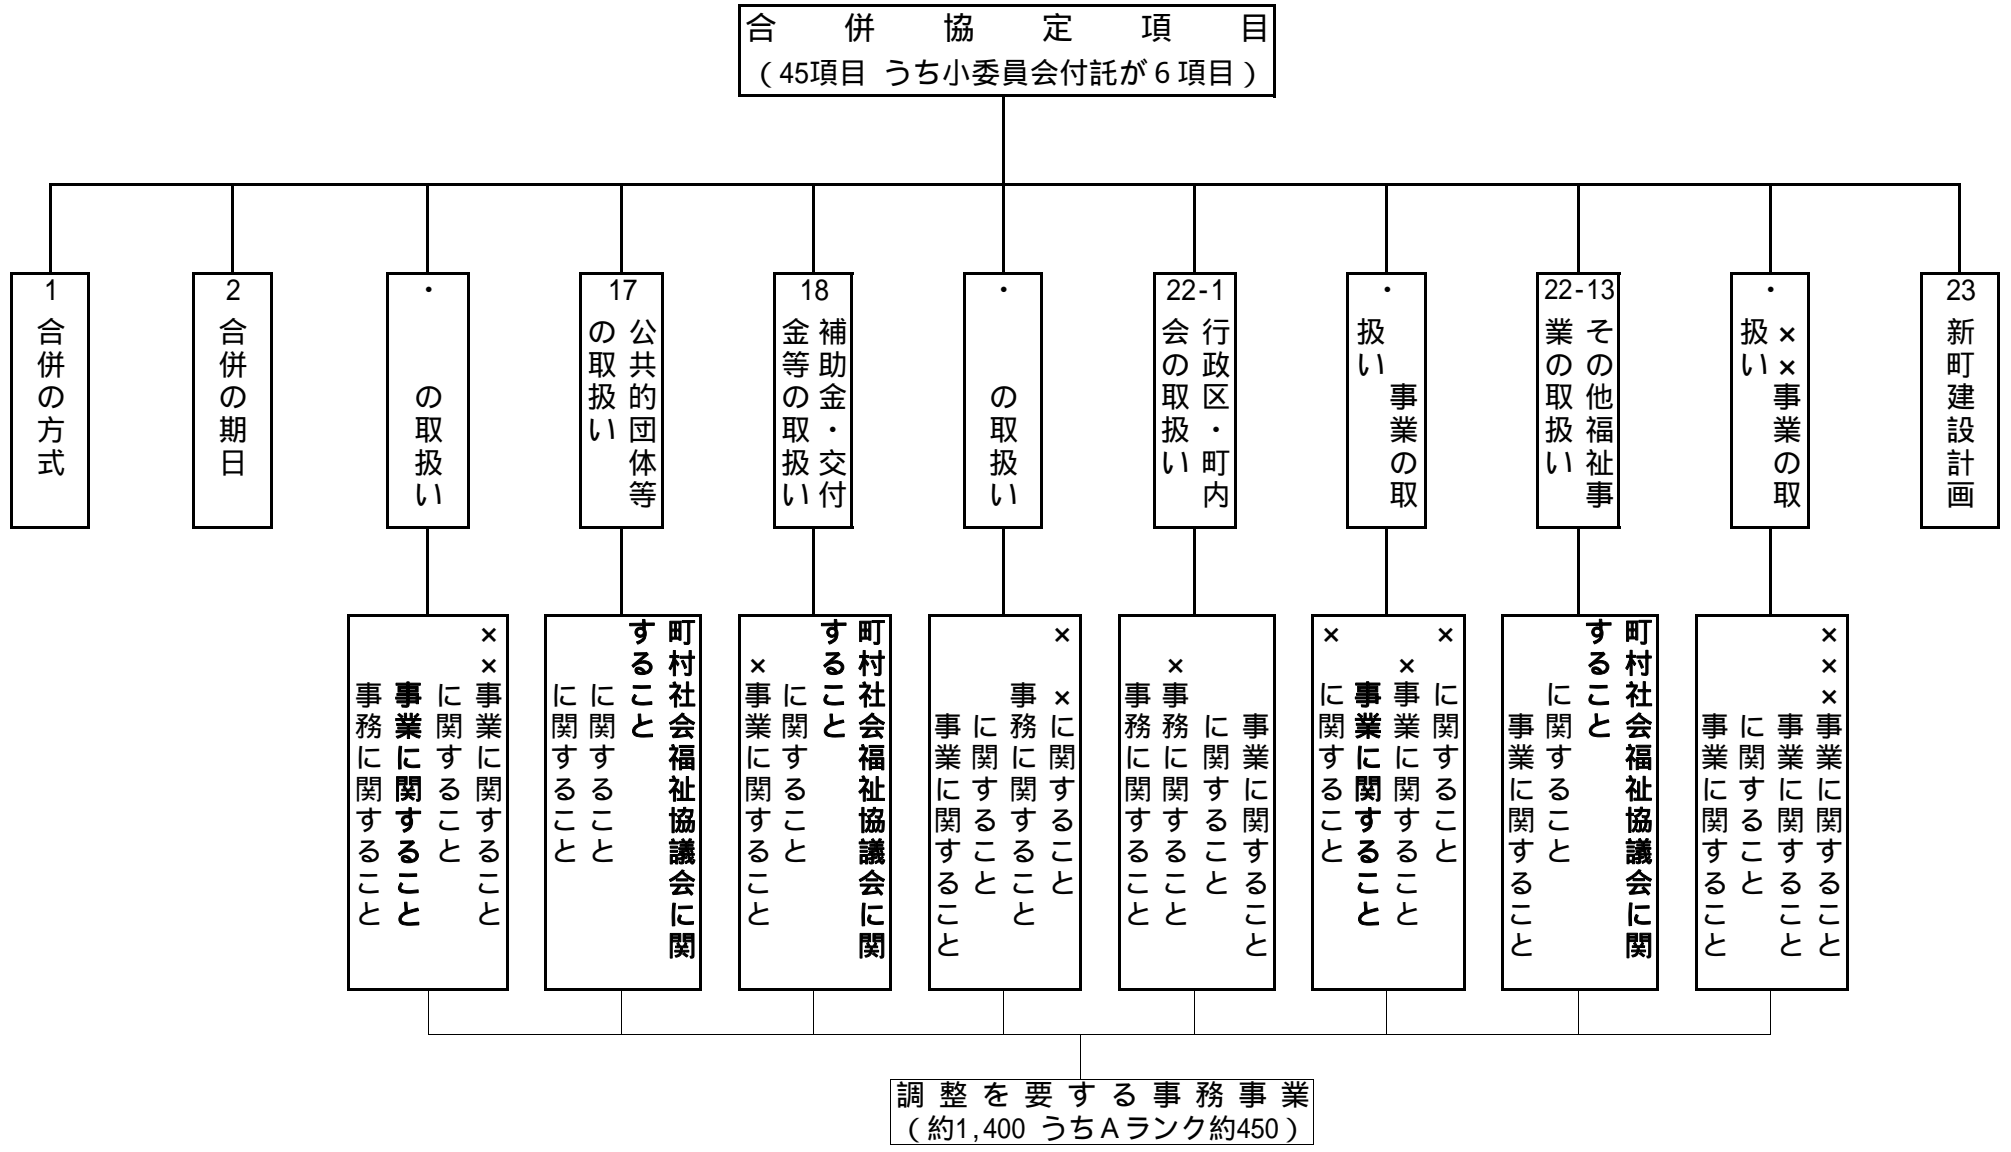 合併協定項目
（45項目 うち小委員会付託が６項目）
1
合併の方式
2
合併の期日
・
の取扱い
17
公共的団体等
の取扱い
18
補助金・交付
金等の取扱い
・
の取扱い
22-1
行政区・町内
会の取扱い
・
事業の取
扱い
22-13
その他福祉事
業の取扱い
・
××事業の取
扱い
23
新町建設計画
××事業に関すること
に関すること
事業に関すること
事務に関すること
町村社会福祉協議会に関
すること
に関すること
に関すること
町村社会福祉協議会に関
すること
に関すること
×事業に関すること
× ×に関すること
事務に関すること
に関すること
事業に関すること
事業に関すること
に関すること
×事務に関すること
事務に関すること
× に関すること
×事業に関すること
事業に関すること
× に関すること
町村社会福祉協議会に関
すること
に関すること
事業に関すること
×××事業に関すること
事業に関すること
に関すること
事業に関すること
調整を要する事務事業
（約1,400 うちＡランク約450）